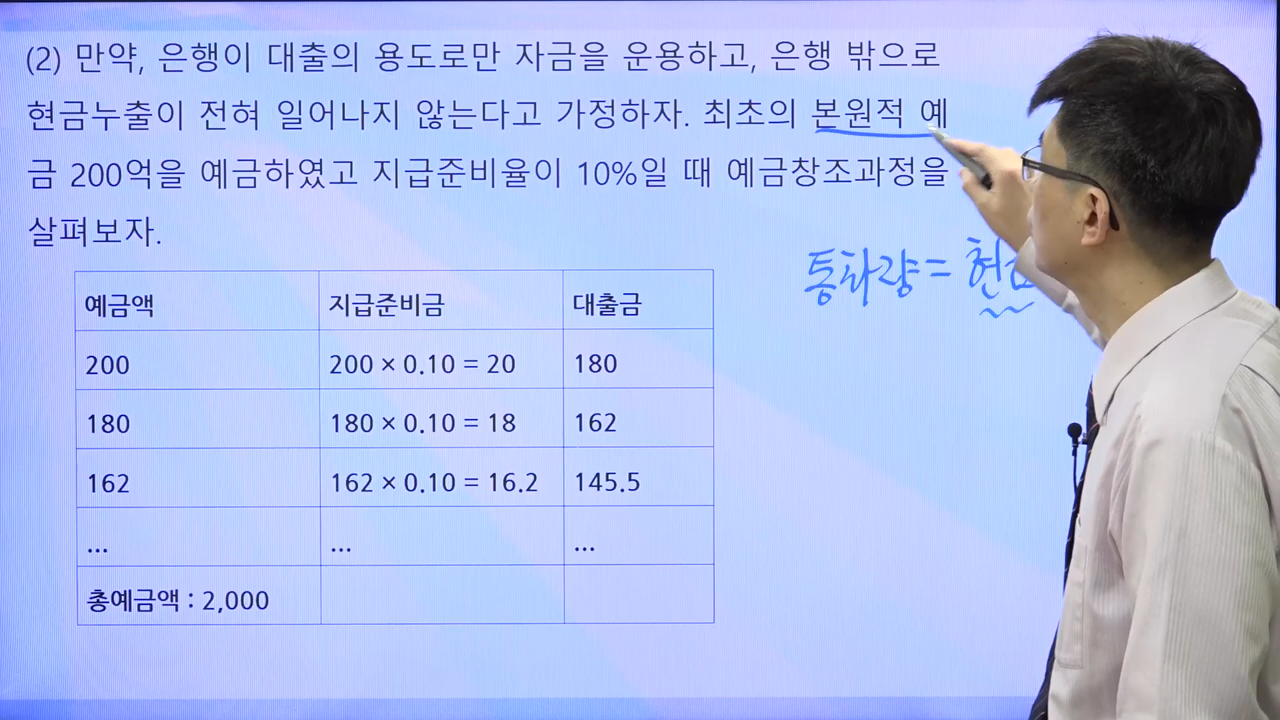 (2) 만약, 은행이 대출의 용도로만 자금을 운용하고, 은행 밖으로
현금누출이 전혀 일어나지 않는다고 가정하자. 최초의 본원적 예
금 200억을 예금하였고 지급준비율이 10%일 때 예금창조과정을
살펴보자.
통화량 =
예금액 지급준비금 대출금
200 200 × 0.10 = 20 180
180 180 × 0.10 = 18 162
162 162 × 0.10 = 16.2 145.5
... ... ...
총예금액 : 2,000